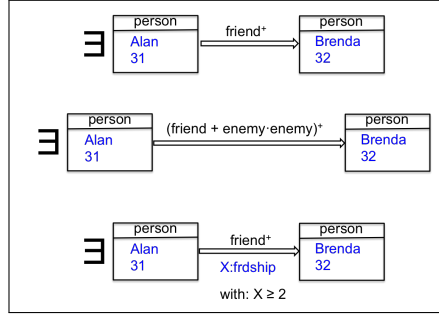 person person
∃ Alan friend⁺ Brenda
31 32
person person
∃ Alan (friend + enemy·enemy)⁺ Brenda
31 32
person person
∃ Alan friend⁺ Brenda
31 X:frdship 32
with: X ≥ 2